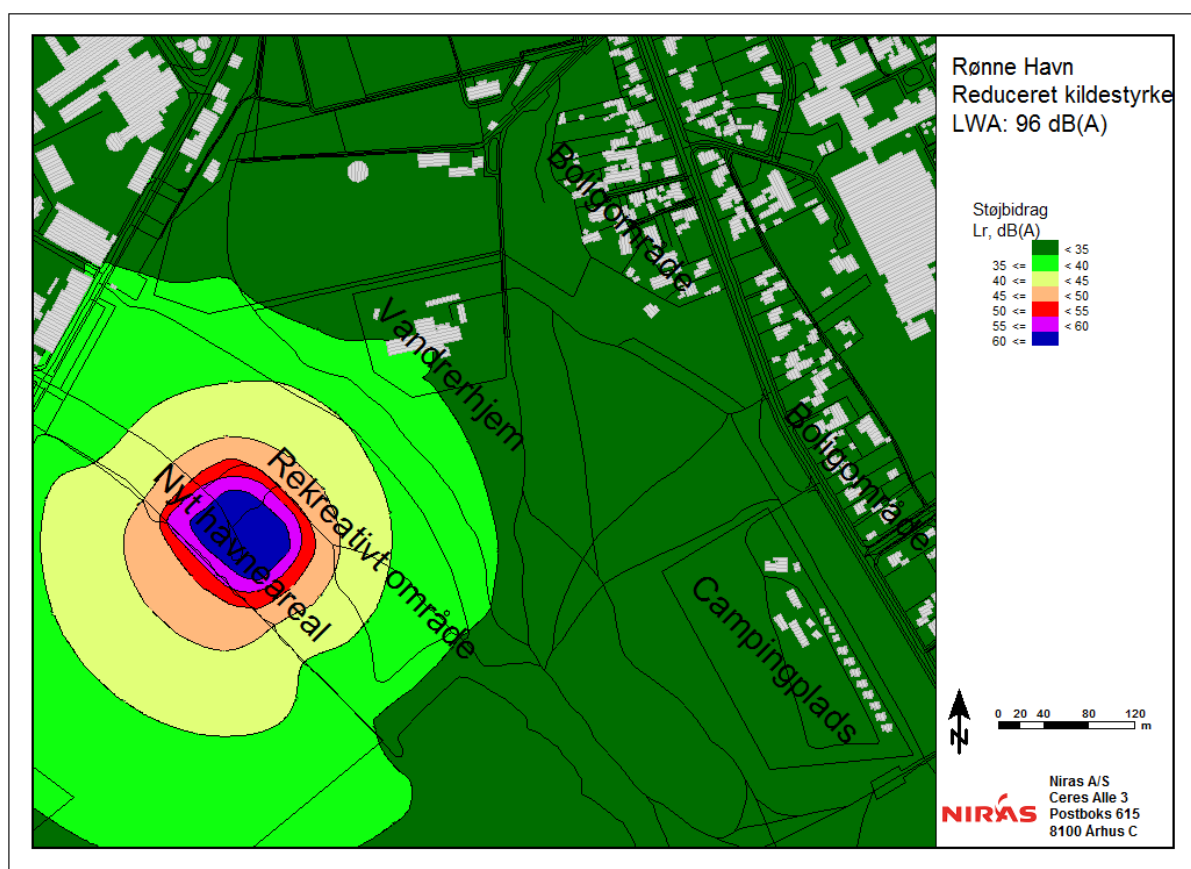 Rønne Havn
Reduceret kildestyrke
LWA: 96 dB(A)
Støjbidrag
Lr, dB(A)
< 35
35 <= < 40
40 <= < 45
45 <= < 50
50 <= < 55
55 <= < 60
60 <=
Boligområde
Vandrerhjem
Boligområde
Rekreativt område
Nyt havneareal
Campingplads
N
0 20 40 80 120
m
NIRAS
Niras A/S
Ceres Alle 3
Postboks 615
8100 Århus C